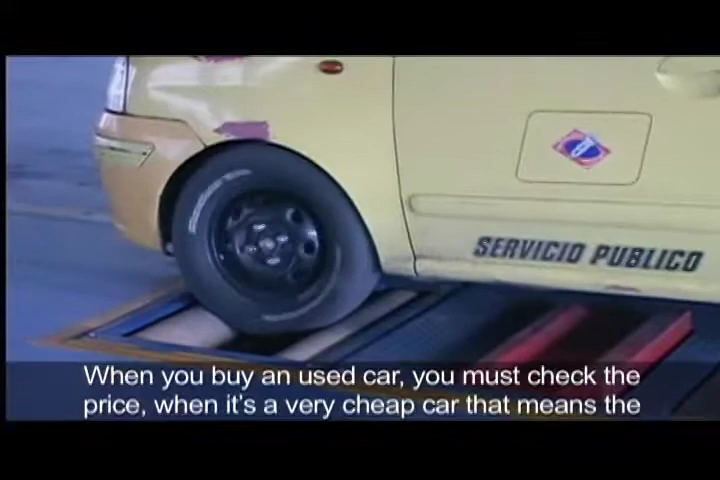 SERVICIO PUBLICO
When you buy an used car, you must check the
price, when it's a very cheap car that means the